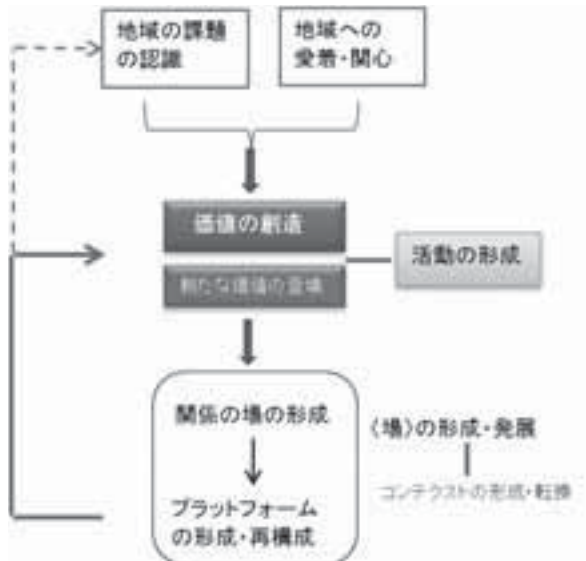 地域の課題
の認識
地域への
愛着・関心
価値の創造
新たな価値の
活動の形成
関係の場の形成
〈場〉の形成・発展
コンテクストの形成・転換
プラットフォーム
の形成・再構成